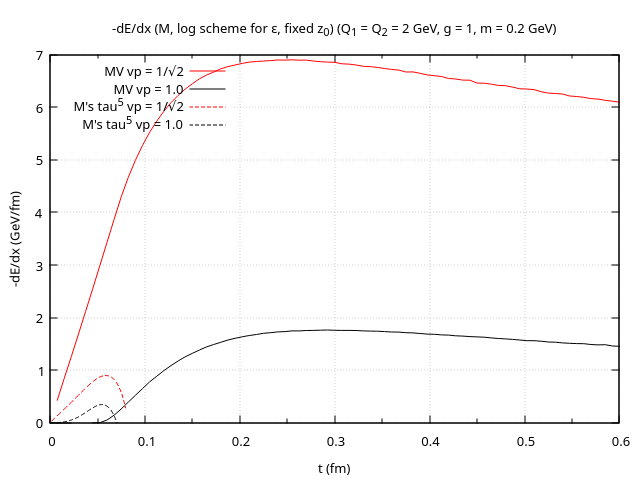 -dE/dx (M, log scheme for ε, fixed z₀) (Q₁ = Q₂ = 2 GeV, g = 1, m = 0.2 GeV)
7
6
5
4
3
2
1
0
-dE/dx (GeV/fm)
MV vp = 1/√2
MV vp = 1.0
M's tau⁵ vp = 1/√2
M's tau⁵ vp = 1.0
0 0.1 0.2 0.3 0.4 0.5 0.6
t (fm)